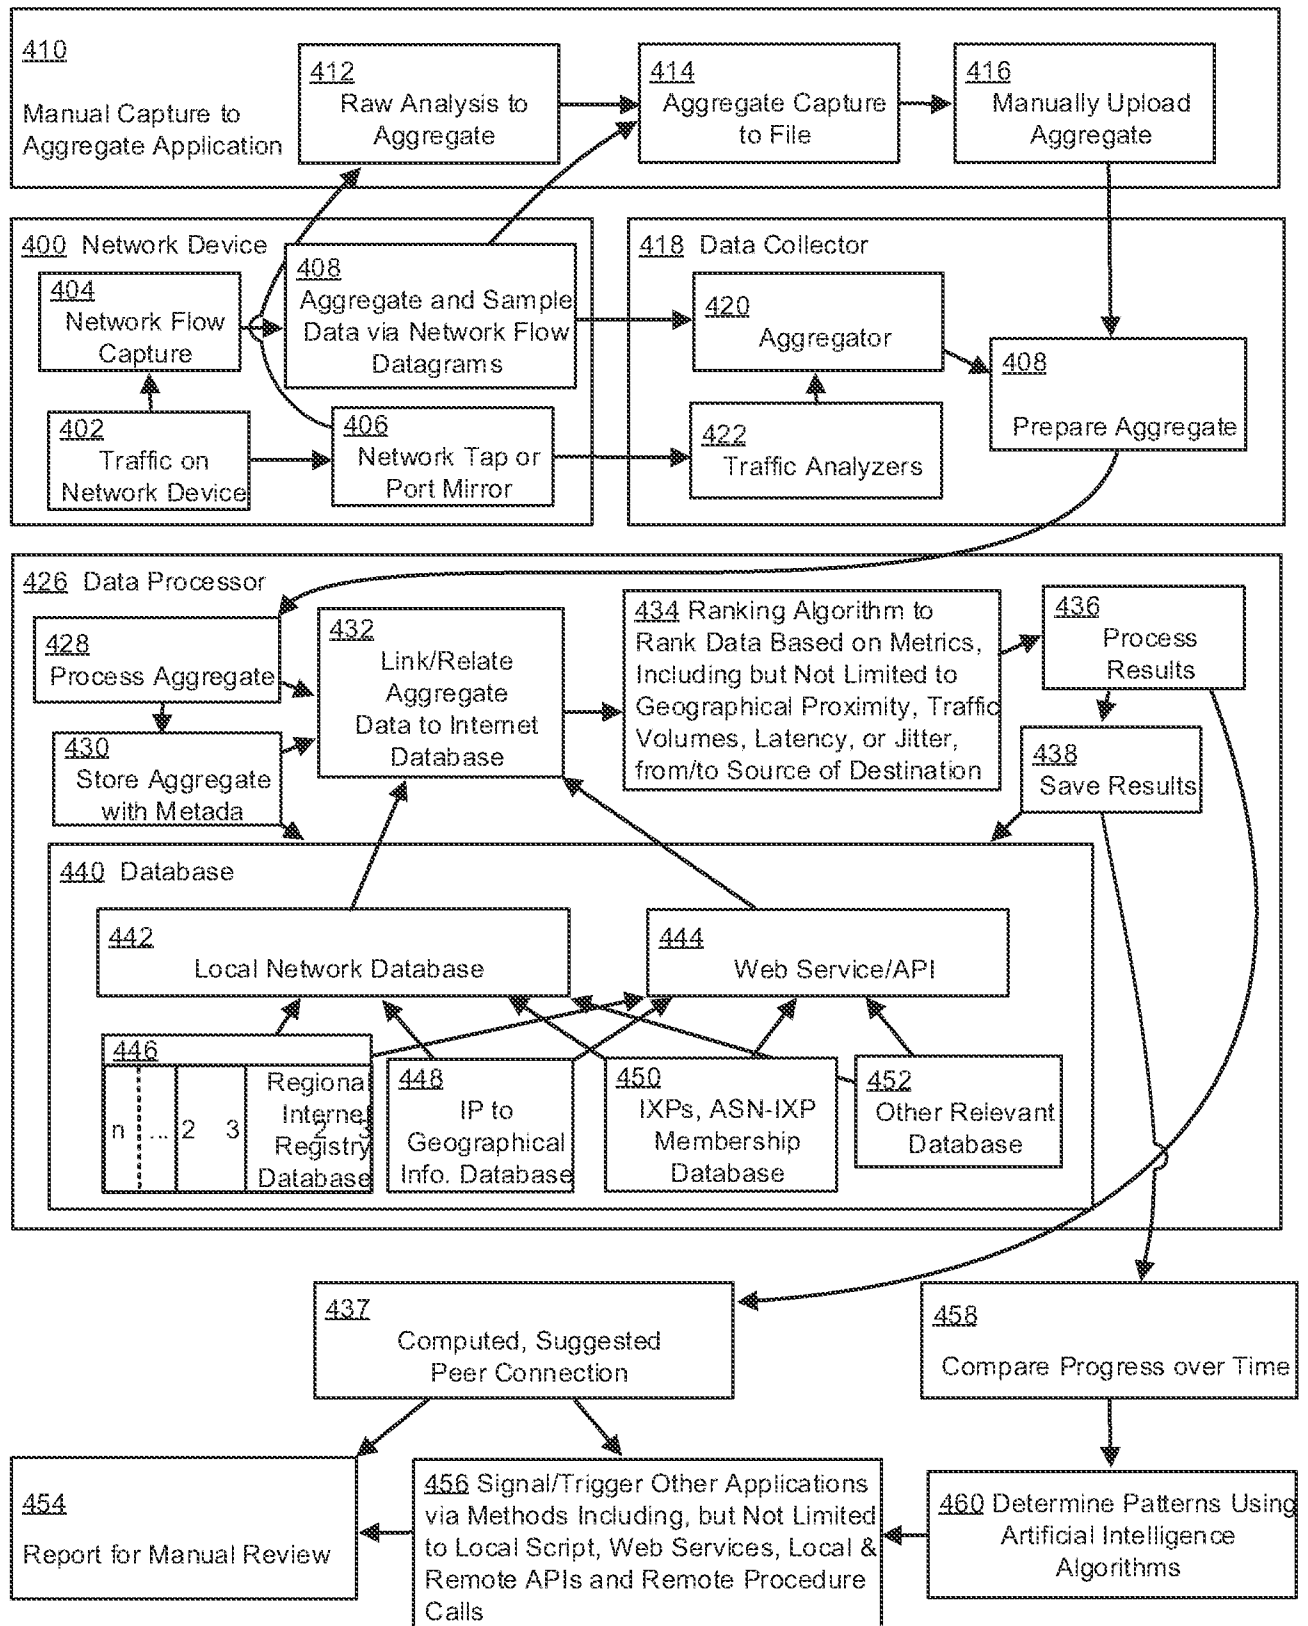 410
Manual Capture to
Aggregate Application
412
Raw Analysis to
Aggregate
414
Aggregate Capture
to File
416
Manually Upload
Aggregate
400 Network Device
404
Network Flow
Capture
408
Aggregate and Sample
Data via Network Flow
Datagrams
402
Traffic on
Network Device
406
Network Tap or
Port Mirror
418 Data Collector
420
Aggregator
422
Traffic Analyzers
408
Prepare Aggregate
426 Data Processor
428
Process Aggregate
430
Store Aggregate
with Metada
432
Link/Relate
Aggregate
Data to Internet
Database
434 Ranking Algorithm to
Rank Data Based on Metrics,
Including but Not Limited to
Geographical Proximity, Traffic
Volumes, Latency, or Jitter,
from/to Source of Destination
436
Process
Results
438
Save Results
440 Database
442
Local Network Database
444
Web Service/API
446
n ... 2 3
Regional
Internet
2 3
Registry
Database
448
IP to
Geographical
Info. Database
450
IXPs, ASN-IXP
Membership
Database
452
Other Relevant
Database
437
Computed, Suggested
Peer Connection
458
Compare Progress over Time
454
Report for Manual Review
456 Signal/Trigger Other Applications
via Methods Including, but Not Limited
to Local Script, Web Services, Local &
Remote APIs and Remote Procedure
Calls
460 Determine Patterns Using
Artificial Intelligence
Algorithms